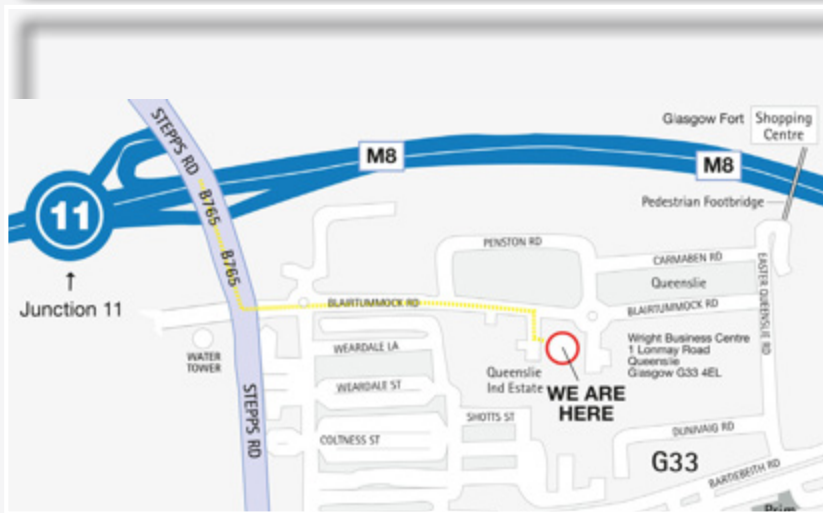 STEPPS RD
B765
B765
M8
M8
Glasgow Fort
Shopping
Centre
11
Pedestrian Footbridge
Junction 11
PENSTON RD
CARMABEN RD
Queenslie
EASTER QUEENSLIE RD
BLAIRTUMMOCK RD
BLAIRTUMMOCK RD
WATER
TOWER
WEARDALE LA
Wright Business Centre
1 Lonmay Road
Queenslie
Glasgow G33 4EL
Queenslie
Ind Estate
WE ARE
HERE
WEARDALE ST
STEPPS RD
SHOTTS ST
COLTNESS ST
DUNIVAIG RD
G33
BARTIEBEITH RD
Prim